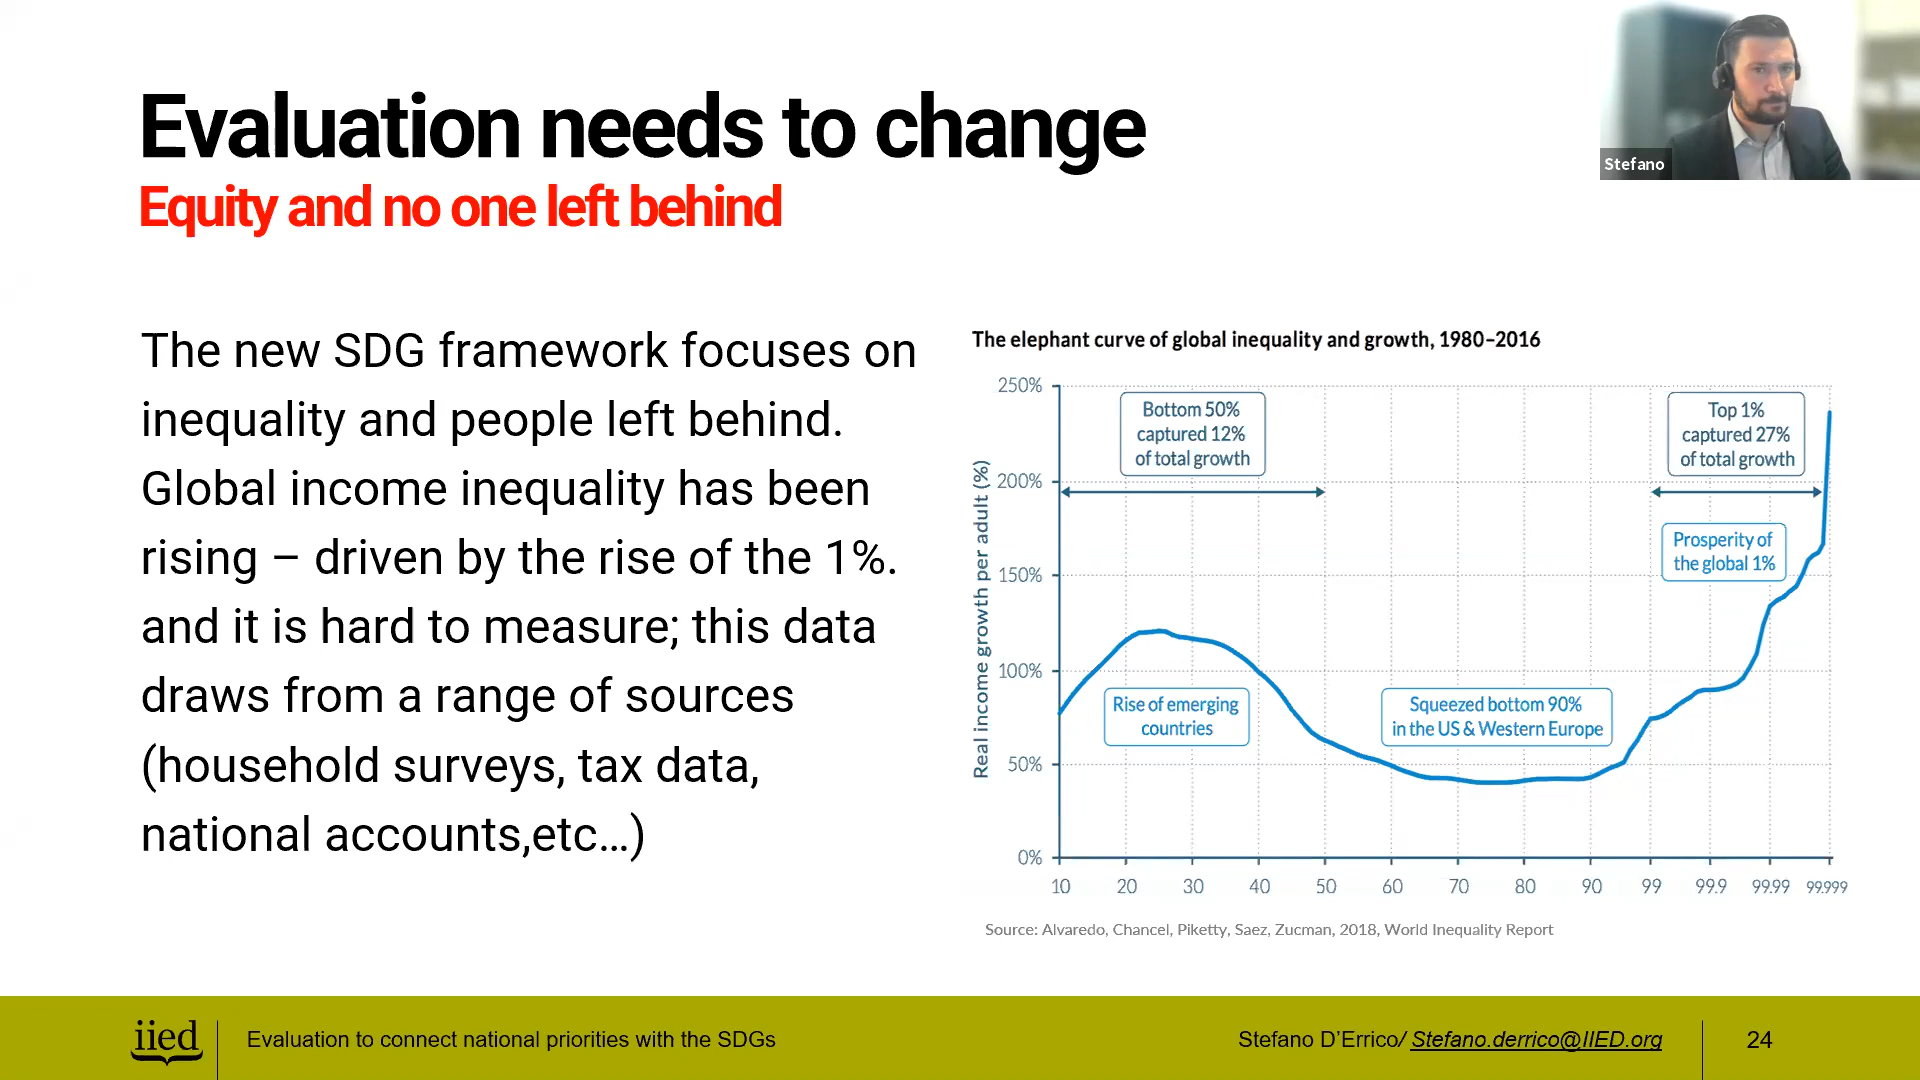 Evaluation needs to change
Equity and no one left behind
Stefano
The new SDG framework focuses on
inequality and people left behind.
Global income inequality has been
rising – driven by the rise of the 1%.
and it is hard to measure; this data
draws from a range of sources
(household surveys, tax data,
national accounts,etc...)
The elephant curve of global inequality and growth, 1980–2016
Real income growth per adult (%)
250%
200%
150%
100%
50%
0%
Bottom 50%
captured 12%
of total growth
Top 1%
captured 27%
of total growth
Prosperity of
the global 1%
Rise of emerging
countries
Squeezed bottom 90%
in the US & Western Europe
10 20 30 40 50 60 70 80 90 99 99.9 99.99 99.999
Source: Alvaredo, Chancel, Piketty, Saez, Zucman, 2018, World Inequality Report
iied
Evaluation to connect national priorities with the SDGs
Stefano D'Errico/ Stefano.derrico@IIED.org
24